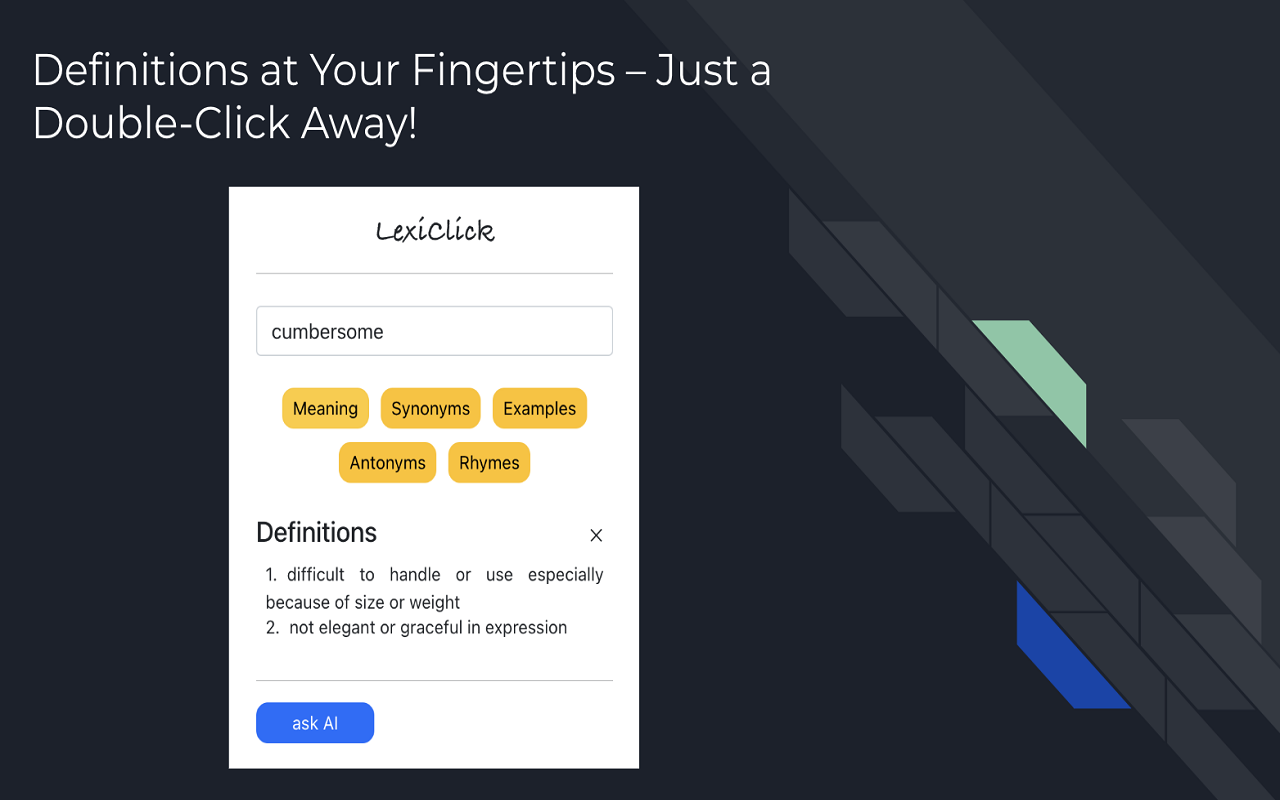 Definitions at Your Fingertips – Just a
Double-Click Away!
LexiClick
cumbersome
Meaning Synonyms Examples
Antonyms Rhymes
Definitions
1. difficult to handle or use especially
because of size or weight
2. not elegant or graceful in expression
ask AI